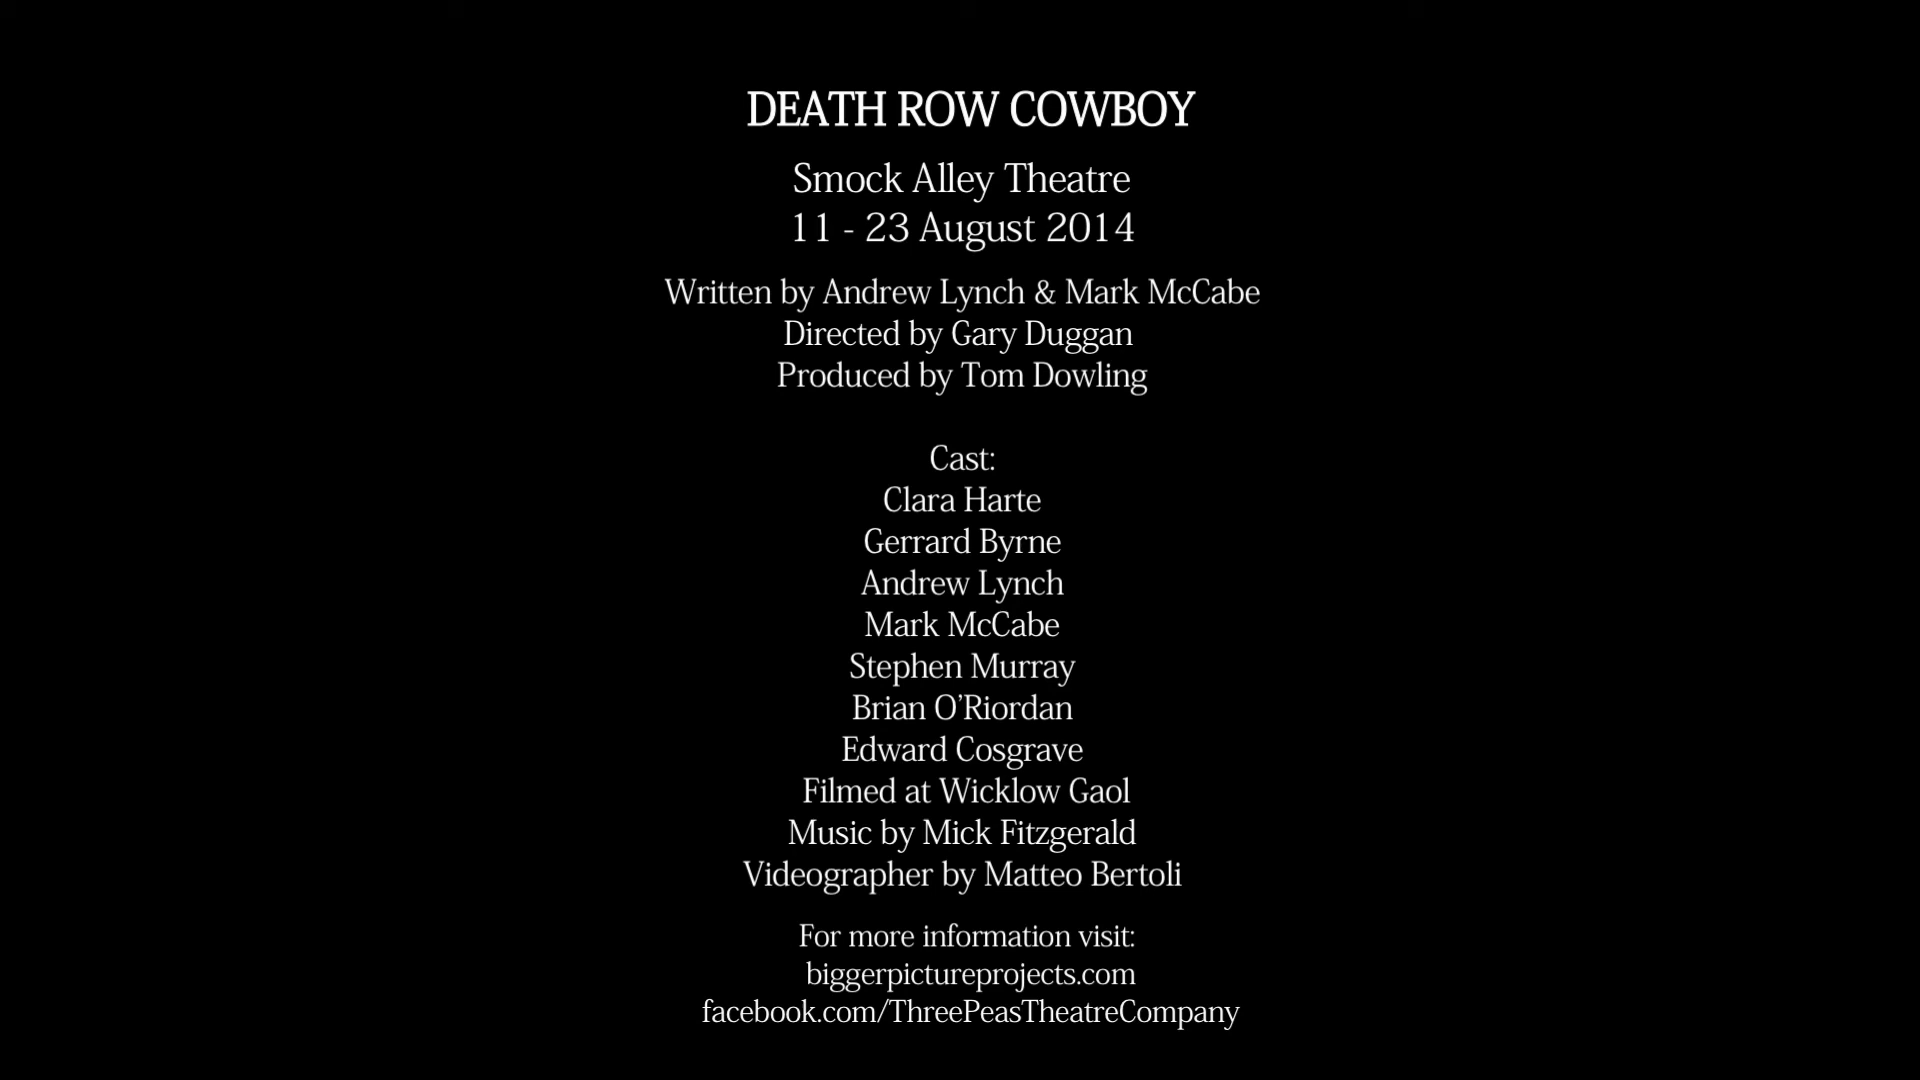 DEATH ROW COWBOY
Smock Alley Theatre
11 - 23 August 2014
Written by Andrew Lynch & Mark McCabe
Directed by Gary Duggan
Produced by Tom Dowling
Cast:
Clara Harte
Gerrard Byrne
Andrew Lynch
Mark McCabe
Stephen Murray
Brian O’Riordan
Edward Cosgrave
Filmed at Wicklow Gaol
Music by Mick Fitzgerald
Videographer by Matteo Bertoli
For more information visit:
biggerpictureprojects.com
facebook.com/ThreePeasTheatreCompany